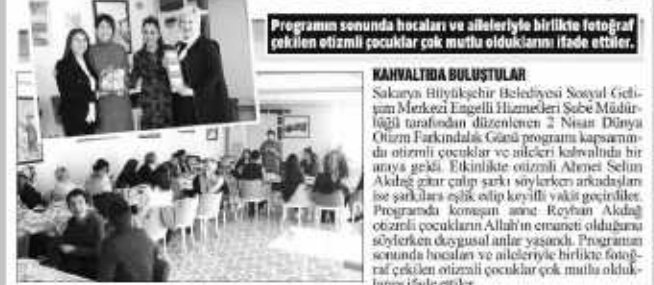 Programın sonunda hocaları ve aileleriyle birlikte fotoğraf
çekilen otizmli çocuklar çok mutlu olduklarını ifade ettiler.
KAHVALTIDA BULUŞTULAR
Sakarya Büyükşehir Belediyesi Sosyal Geli-
şim Merkezi Engelli Hizmetleri Şube Müdür-
lüğü tarafından düzenlenen 2 Nisan Dünya
Otizm Farkındalık Günü programı kapsamın-
da otizmli çocuklar ve aileleri kahvaltıda bir
araya geldi. Etkinlikte otizmli Ahmet Selim
Akdağ gitar çalıp şarkı söylerken arkadaşları
ise şarkılara eşlik edip keyifli vakit geçirdiler.
Programda konuşan anne Reyhan Akdağ
otizmli çocukların Allah'ın emaneti olduğunu
söylerken duygusal anlar yaşandı. Programın
sonunda hocaları ve aileleriyle birlikte fotoğ-
raf çekilen otizmli çocuklar çok mutlu olduk-
larını ifade ettiler.